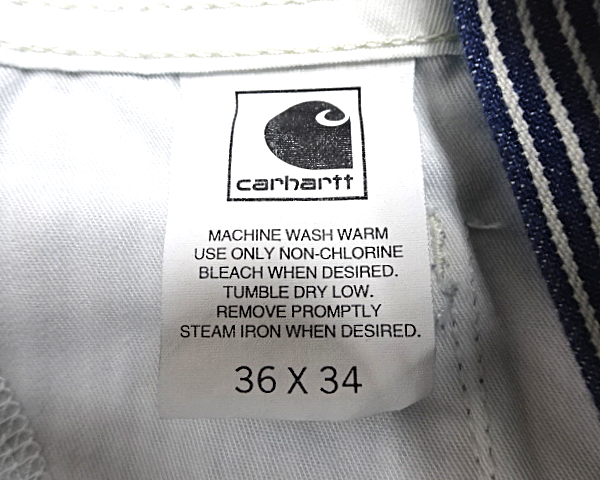 carhartt
MACHINE WASH WARM
USE ONLY NON-CHLORINE
BLEACH WHEN DESIRED.
TUMBLE DRY LOW.
REMOVE PROMPTLY
STEAM IRON WHEN DESIRED.
36 X 34